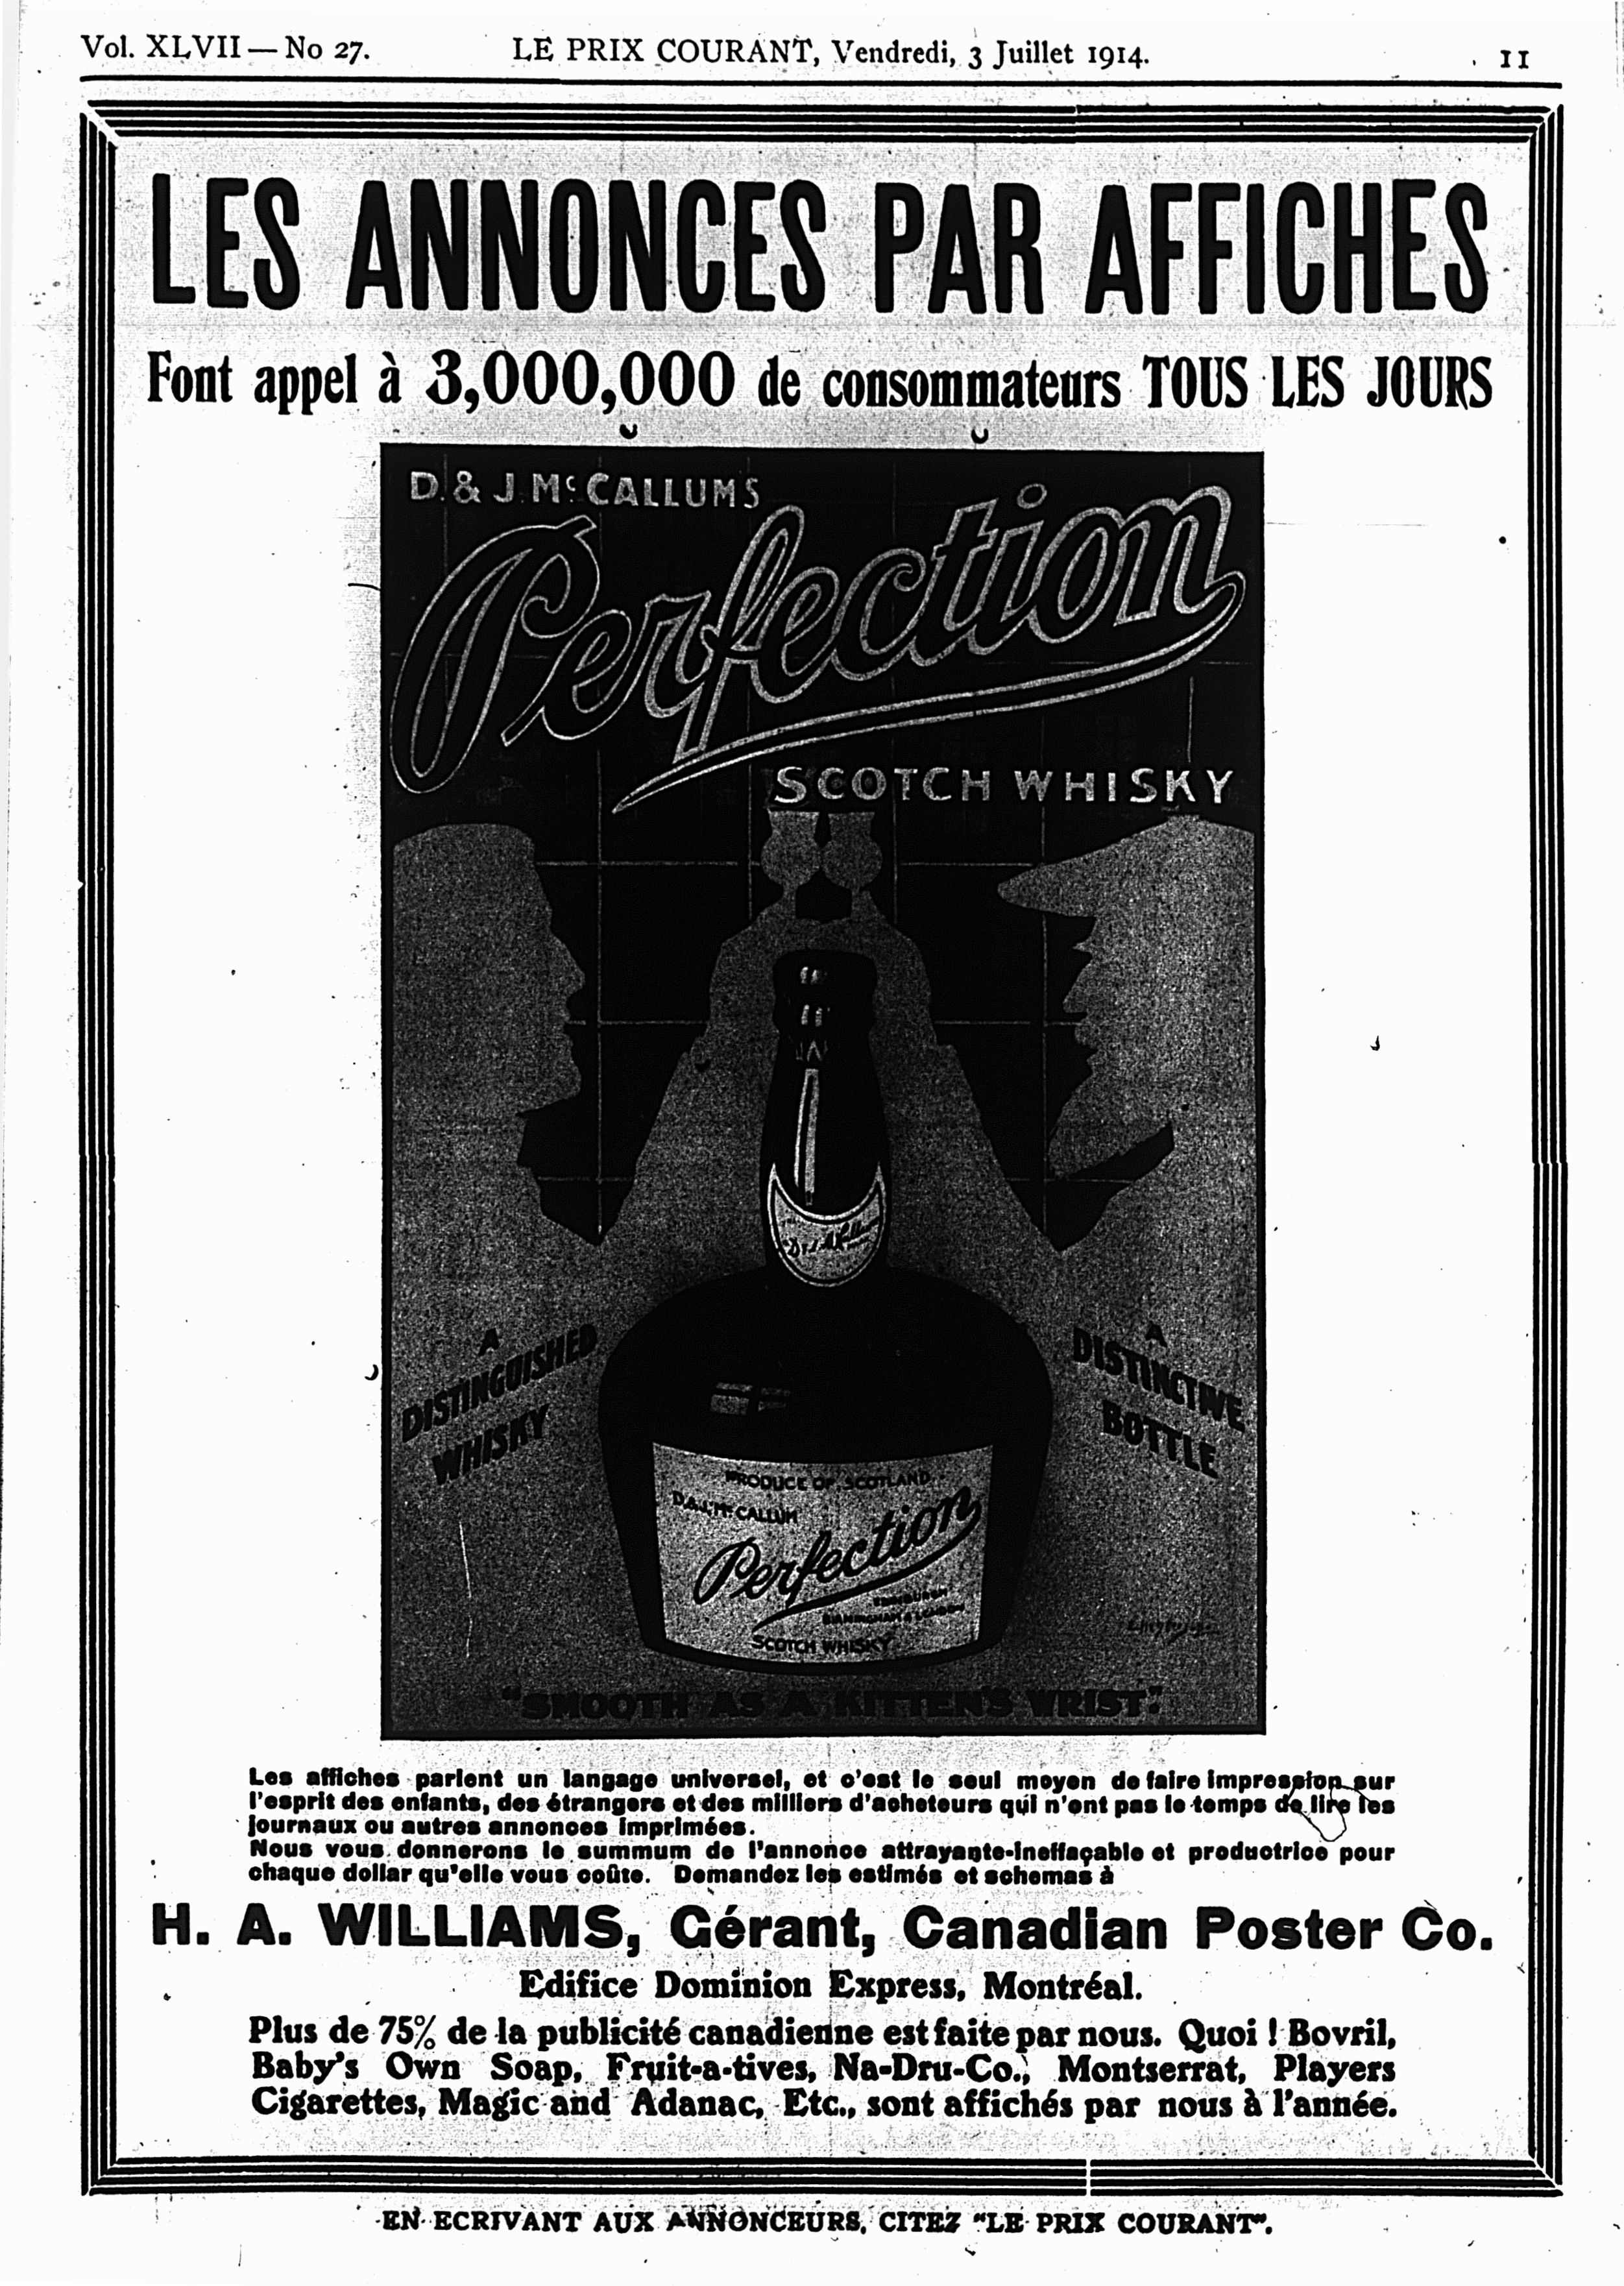 Vol. XLVII — No 27. LE PRIX COURANT, Vendredi, 3 Juillet 1914. 11
LES ANNONCES PAR AFFICHES
Font appel à 3,000,000 de consommateurs TOUS LES JOURS
D. & J. Mc CALLUMS
Perfection
SCOTCH WHISKY
A
DISTINGUISHED
WHISKY
A
DISTINCTIVE
BOTTLE
PRODUCE OF SCOTLAND
D. & J. Mc CALLUM
Perfection
EDINBURGH
BIRMINGHAM & LONDON
SCOTCH WHISKY
"SMOOTH AS A KITTEN'S WRIST."
Les affiches parlent un langage universel, et c'est le seul moyen de faire impression sur
l'esprit des enfants, des étrangers et des milliers d'acheteurs qui n'ont pas le temps de lire les
journaux ou autres annonces imprimées.
Nous vous donnerons le summum de l'annonce attrayante-ineffaçable et productrice pour
chaque dollar qu'elle vous coûte. Demandez les estimés et schemas à
H. A. WILLIAMS, Gérant, Canadian Poster Co.
Edifice Dominion Express, Montréal.
Plus de 75% de la publicité canadienne est faite par nous. Quoi ! Bovril,
Baby's Own Soap, Fruit-a-tives, Na-Dru-Co., Montserrat, Players
Cigarettes, Magic and Adanac, Etc., sont affichés par nous à l'année.
EN ECRIVANT AUX ANNONCEURS, CITEZ "LE PRIX COURANT".